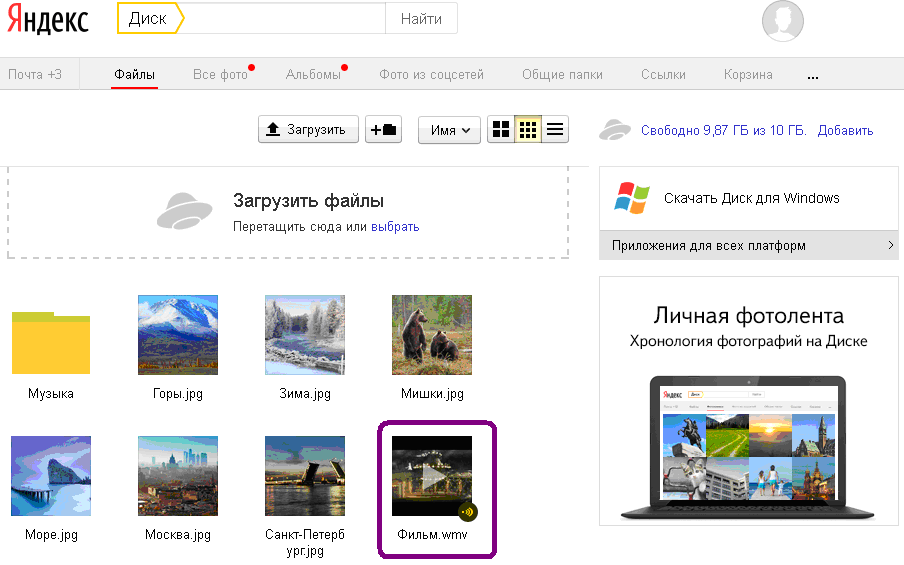 Яндекс
Диск
Найти
Почта +3
Файлы
Все фото
Альбомы
Фото из соцсетей
Общие папки
Ссылки
Корзина
...
Загрузить
Имя
Свободно 9,87 ГБ из 10 ГБ. Добавить
Загрузить файлы
Перетащить сюда или выбрать
Скачать Диск для Windows
Приложения для всех платформ
Музыка
Горы.jpg
Зима.jpg
Мишки.jpg
Личная фотолента
Хронология фотографий на Диске
Яндекс
Диск
Море.jpg
Москва.jpg
Санкт-Петерб
ург.jpg
Фильм.wmv